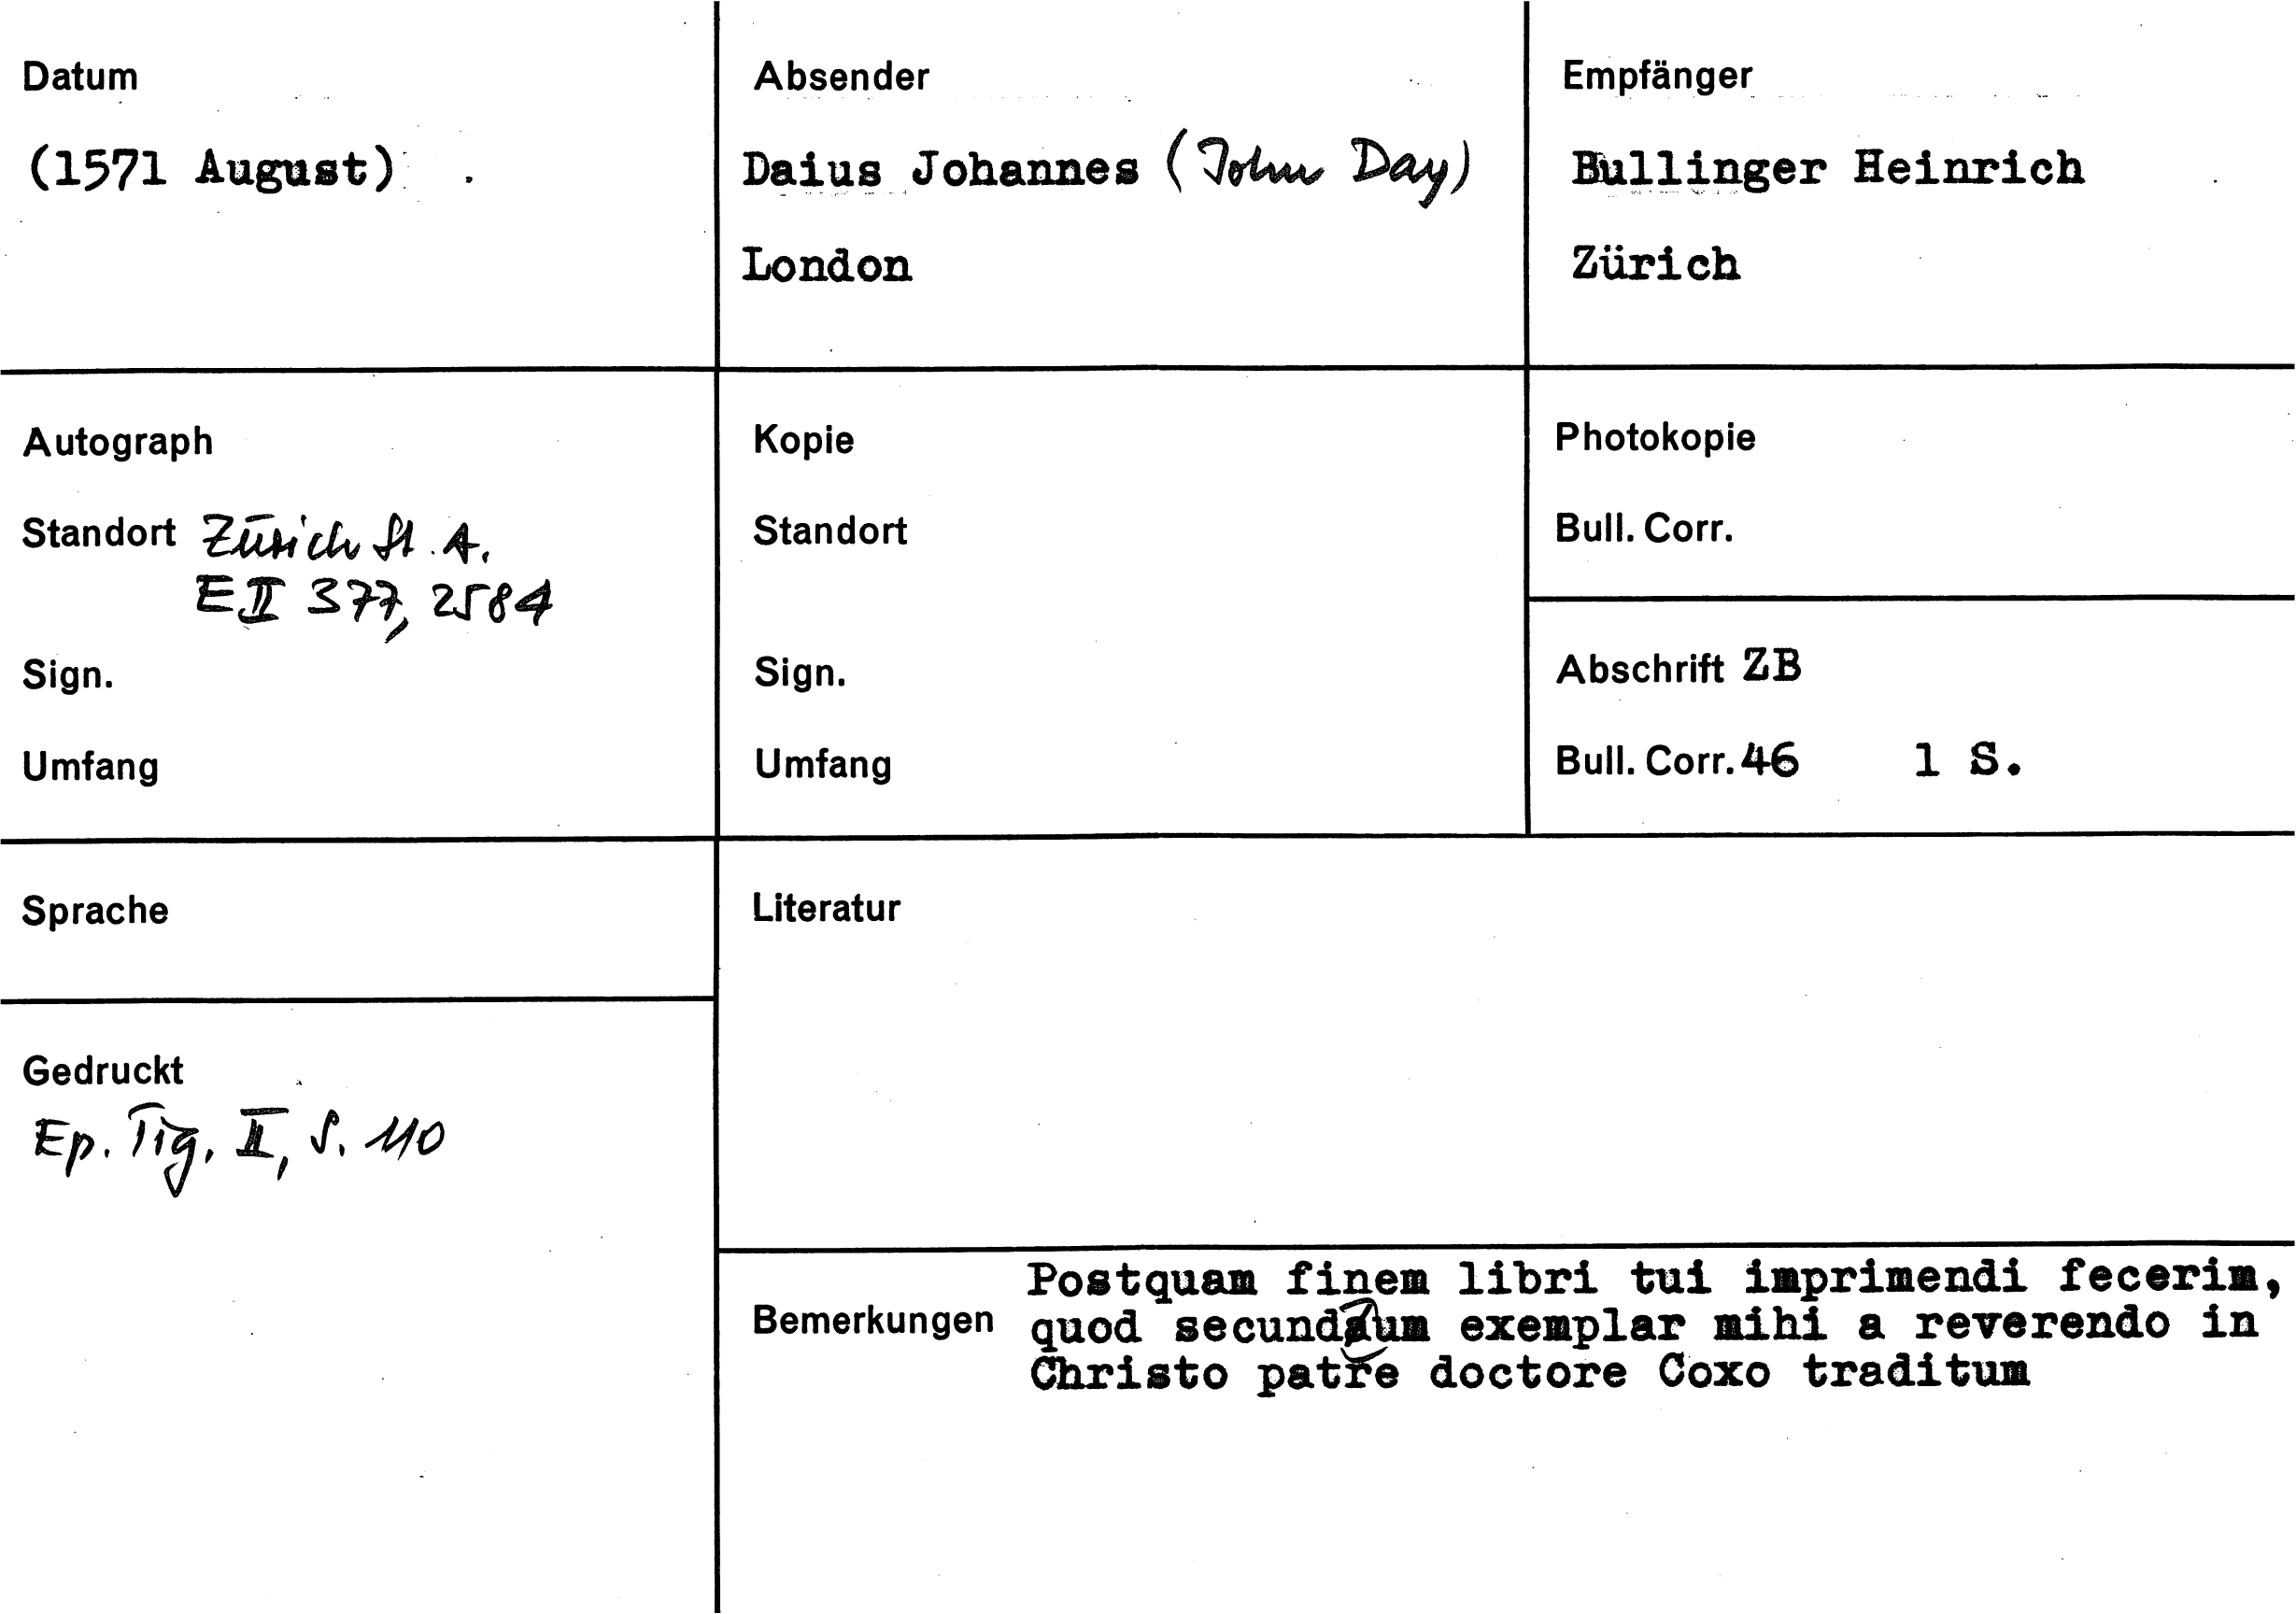 Datum
(1571 August)
Absender
Daius Johannes (John Day)
London
Empfänger
Bullinger Heinrich
Zürich
Autograph
Standort Zürich St. A.
E II 377, 2584
Sign.
Umfang
Kopie
Standort
Sign.
Umfang
Photokopie
Bull. Corr.
Abschrift ZB
Bull. Corr. 46 1 S.
Sprache
Gedruckt
Ep. Tig. II, S. 110
Literatur
Bemerkungen
Postquam finem libri tui imprimendi fecerim,
quod secundum exemplar mihi a reverendo in
Christo patre doctore Coxo traditum